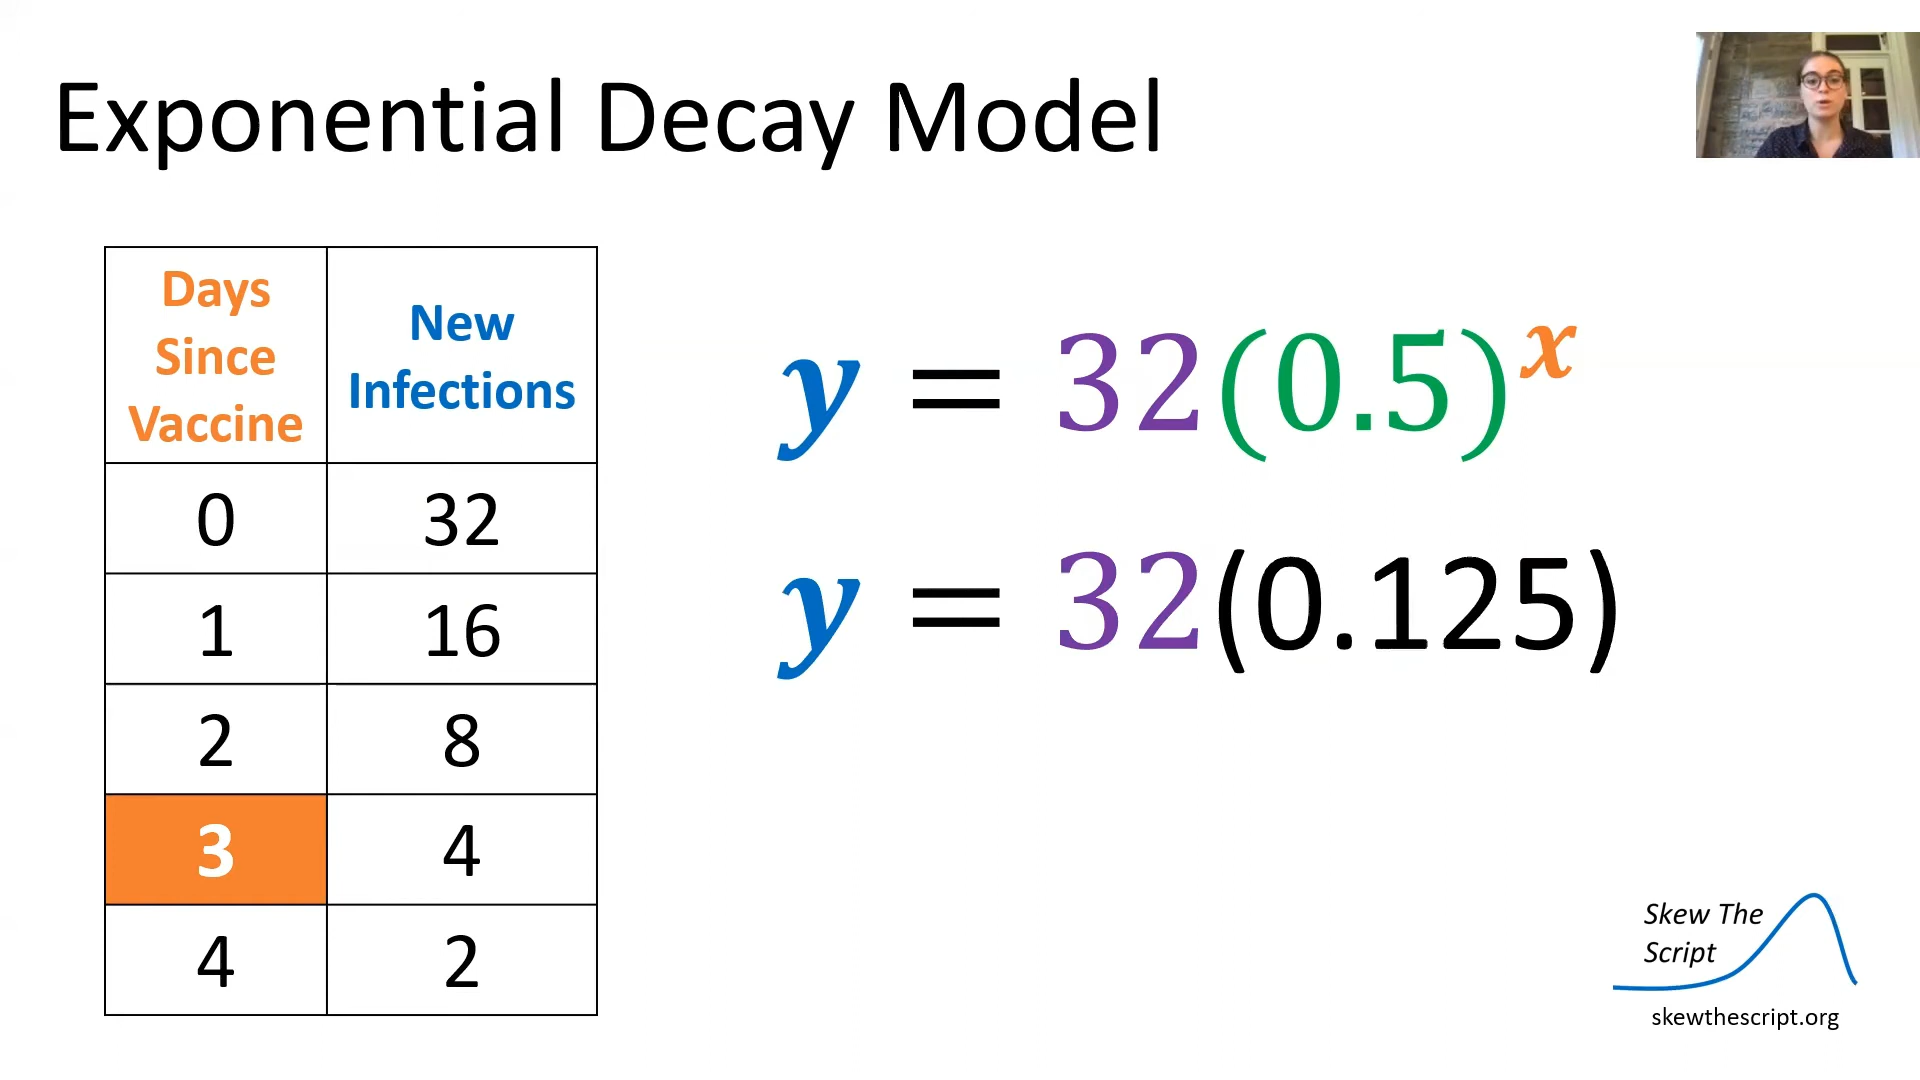 Exponential Decay Model
Days
Since
Vaccine
New
Infections
0 32
1 16
2 8
3 4
4 2
y = 32(0.5)^x
y = 32(0.125)
Skew The
Script
skewthescript.org